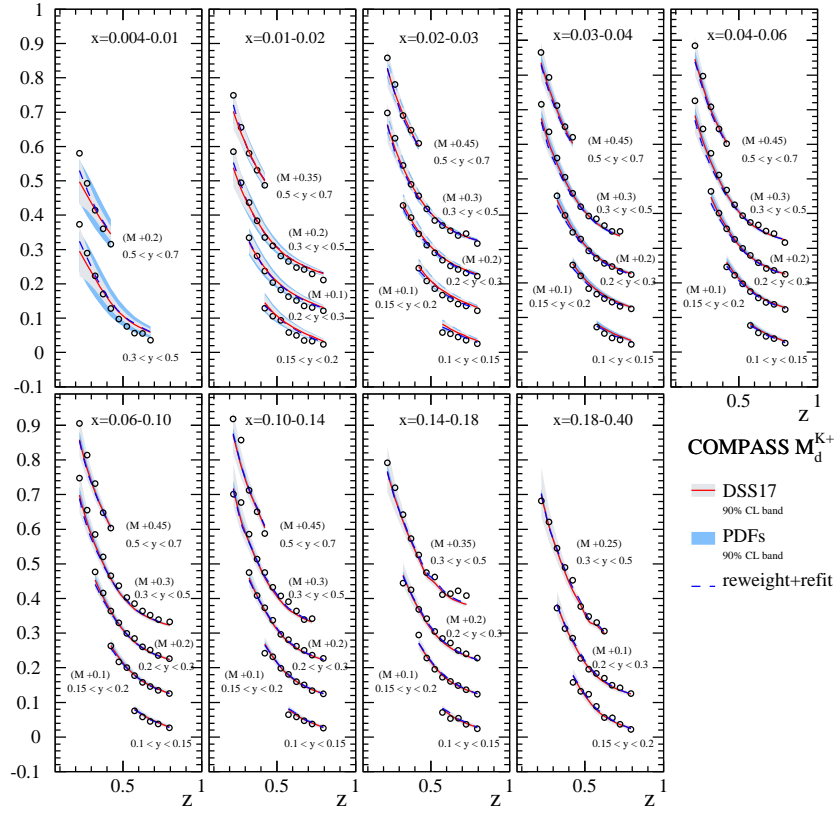 x=0.004-0.01
x=0.01-0.02
x=0.02-0.03
x=0.03-0.04
x=0.04-0.06
1
0.9
0.8
0.7
0.6
0.5
0.4
0.3
0.2
0.1
0
-0.1
(M +0.2)
0.5 < y < 0.7
0.3 < y < 0.5
(M +0.35)
0.5 < y < 0.7
(M +0.2)
0.3 < y < 0.5
(M +0.1)
0.2 < y < 0.3
0.15 < y < 0.2
(M +0.45)
0.5 < y < 0.7
(M +0.3)
0.3 < y < 0.5
(M +0.2)
0.2 < y < 0.3
(M +0.1)
0.15 < y < 0.2
0.1 < y < 0.15
(M +0.45)
0.5 < y < 0.7
(M +0.3)
0.3 < y < 0.5
(M +0.2)
0.2 < y < 0.3
(M +0.1)
0.15 < y < 0.2
0.1 < y < 0.15
(M +0.45)
0.5 < y < 0.7
(M +0.3)
0.3 < y < 0.5
(M +0.2)
0.2 < y < 0.3
(M +0.1)
0.15 < y < 0.2
0.1 < y < 0.15
0.5
1
z
x=0.06-0.10
x=0.10-0.14
x=0.14-0.18
x=0.18-0.40
0.9
0.8
0.7
0.6
0.5
0.4
0.3
0.2
0.1
0
-0.1
(M +0.45)
0.5 < y < 0.7
(M +0.3)
0.3 < y < 0.5
(M +0.2)
0.2 < y < 0.3
(M +0.1)
0.15 < y < 0.2
0.1 < y < 0.15
(M +0.45)
0.5 < y < 0.7
(M +0.3)
0.3 < y < 0.5
(M +0.2)
0.2 < y < 0.3
(M +0.1)
0.15 < y < 0.2
0.1 < y < 0.15
(M +0.35)
0.3 < y < 0.5
(M +0.2)
0.2 < y < 0.3
(M +0.1)
0.15 < y < 0.2
0.1 < y < 0.15
(M +0.25)
0.3 < y < 0.5
(M +0.1)
0.2 < y < 0.3
0.15 < y < 0.2
0.5 1
0.5 1
0.5 1
0.5 1
z
z
z
z
COMPASS M_d^{K+}
DSS17
90% CL band
PDFs
90% CL band
reweight+refit